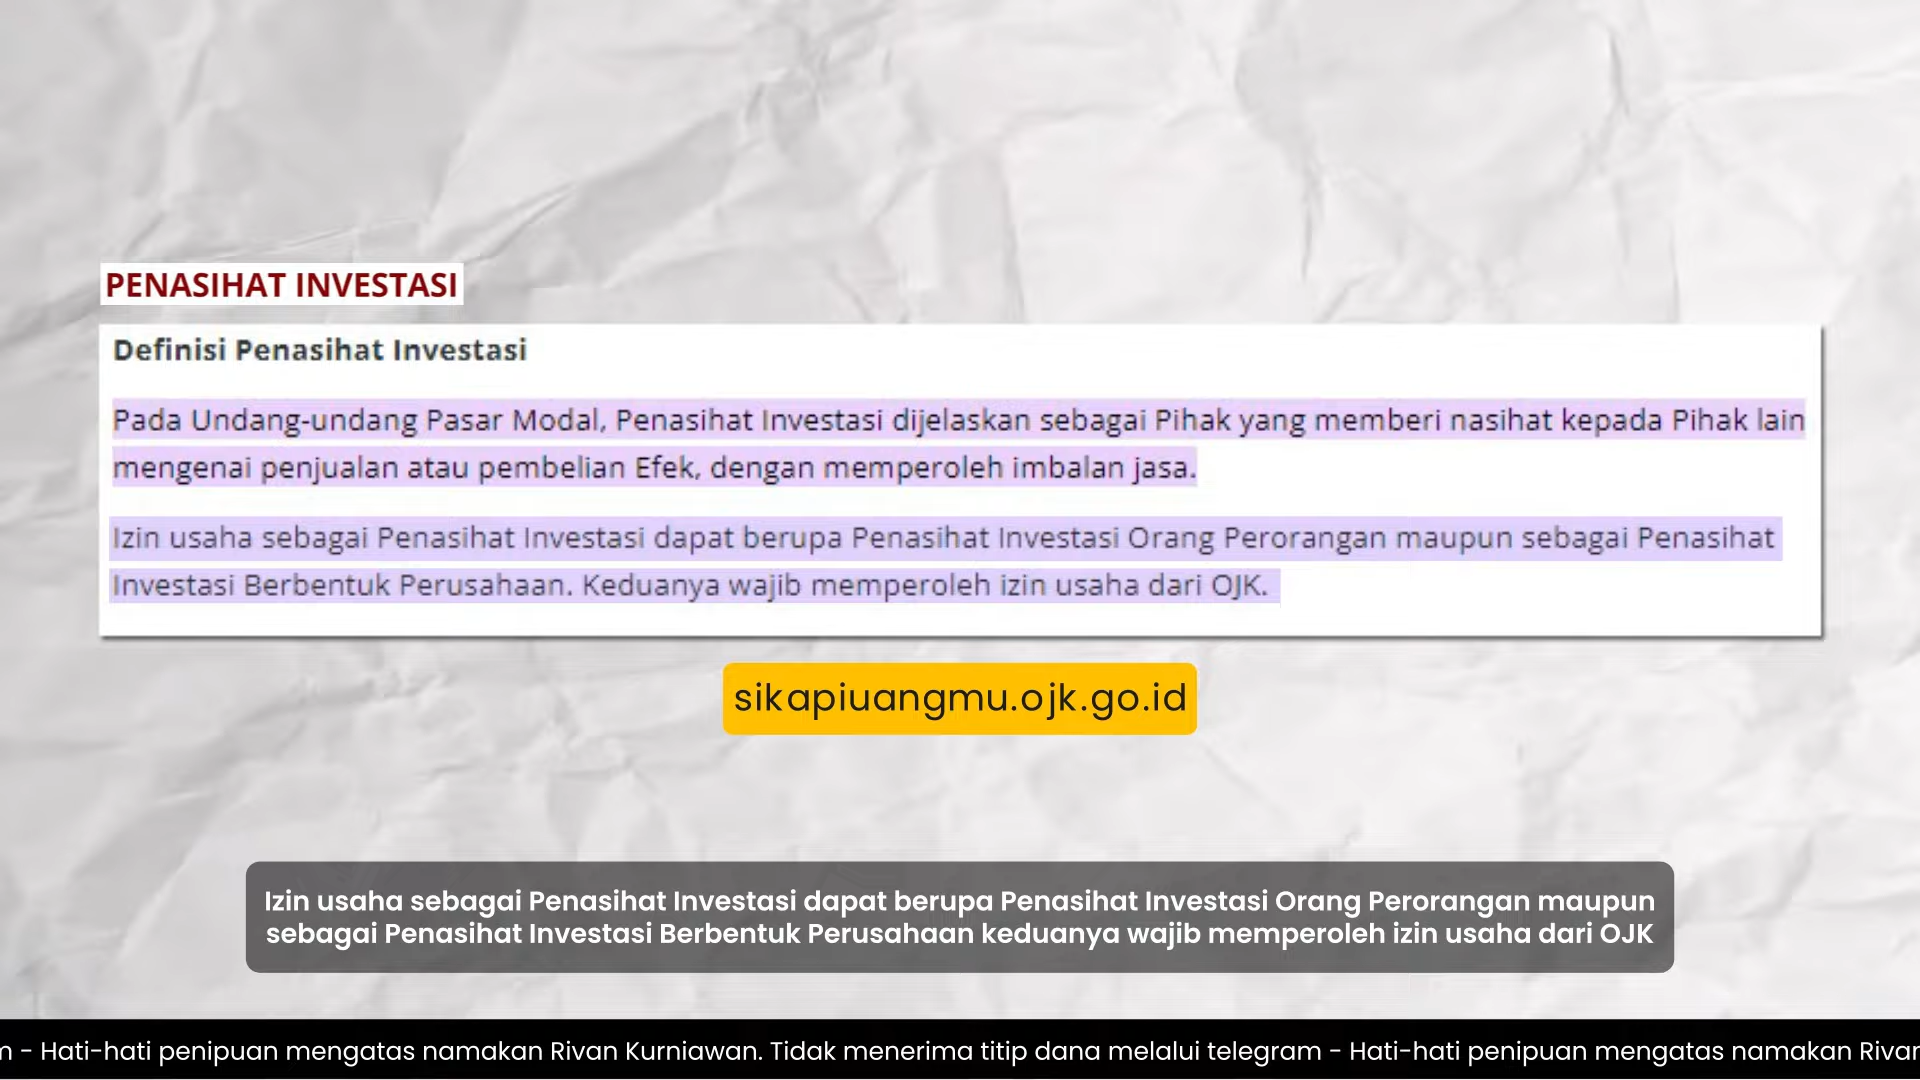 PENASIHAT INVESTASI
Definisi Penasihat Investasi
Pada Undang-undang Pasar Modal, Penasihat Investasi dijelaskan sebagai Pihak yang memberi nasihat kepada Pihak lain
mengenai penjualan atau pembelian Efek, dengan memperoleh imbalan jasa.
Izin usaha sebagai Penasihat Investasi dapat berupa Penasihat Investasi Orang Perorangan maupun sebagai Penasihat
Investasi Berbentuk Perusahaan. Keduanya wajib memperoleh izin usaha dari OJK.
sikapiuangmu.ojk.go.id
Izin usaha sebagai Penasihat Investasi dapat berupa Penasihat Investasi Orang Perorangan maupun
sebagai Penasihat Investasi Berbentuk Perusahaan keduanya wajib memperoleh izin usaha dari OJK
- Hati-hati penipuan mengatas namakan Rivan Kurniawan. Tidak menerima titip dana melalui telegram - Hati-hati penipuan mengatas namakan Rivan